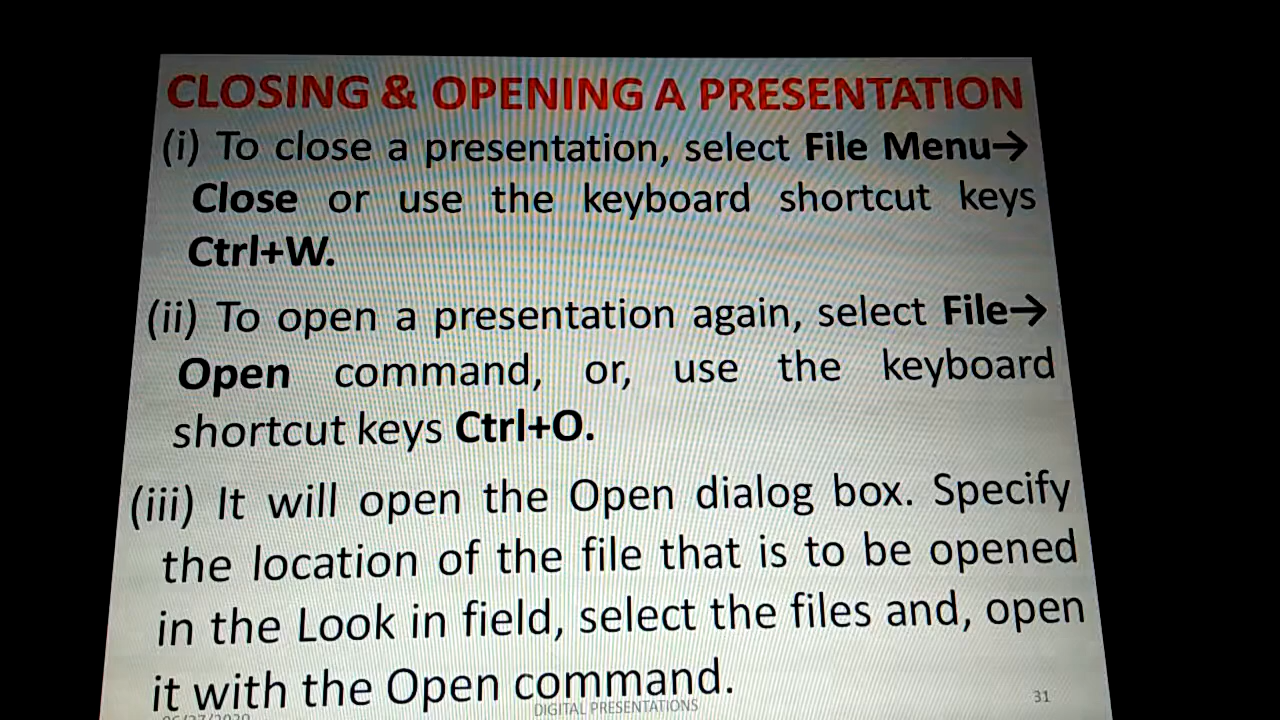 CLOSING & OPENING A PRESENTATION
(i) To close a presentation, select File Menu→
Close or use the keyboard shortcut keys
Ctrl+W.
(ii) To open a presentation again, select File→
Open command, or, use the keyboard
shortcut keys Ctrl+O.
(iii) It will open the Open dialog box. Specify
the location of the file that is to be opened
in the Look in field, select the files and, open
it with the Open command.
DIGITAL PRESENTATIONS
31